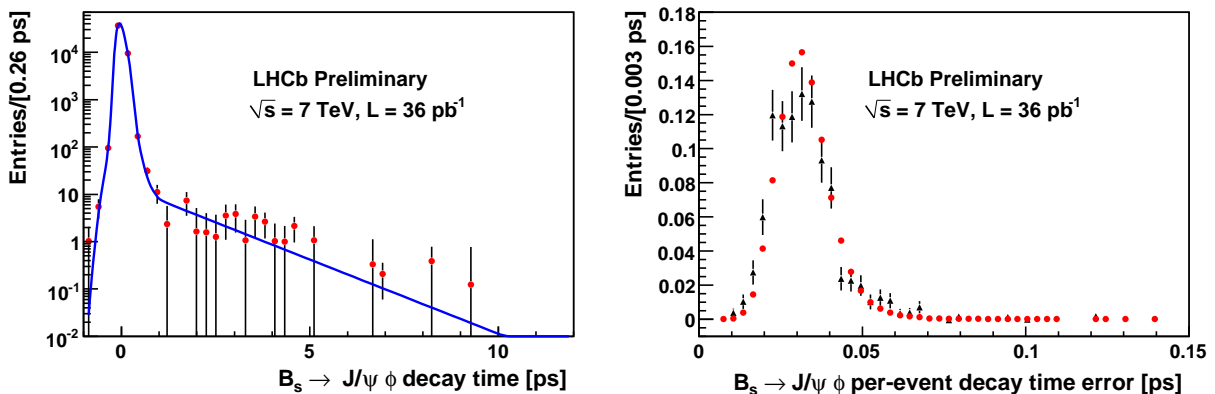 Entries/[0.26 ps]
10⁴
10³
10²
10
1
10⁻¹
10⁻²
LHCb Preliminary
√s = 7 TeV, L = 36 pb⁻¹
0 5 10
Bₛ → J/ψ ϕ decay time [ps]
Entries/[0.003 ps]
0.18
0.16
0.14
0.12
0.1
0.08
0.06
0.04
0.02
0
LHCb Preliminary
√s = 7 TeV, L = 36 pb⁻¹
0 0.05 0.1 0.15
Bₛ → J/ψ ϕ per-event decay time error [ps]